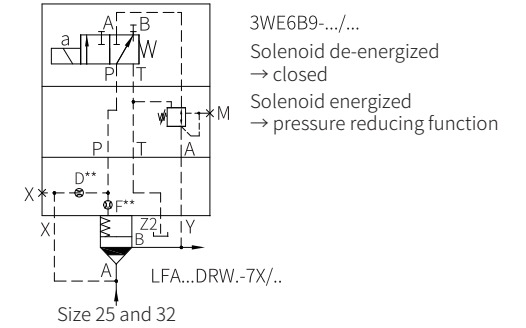 A
B
3WE6B9-.../...
a
Solenoid de-energized
→ closed
P
T
Solenoid energized
→ pressure reducing function
M
P
T
A
D**
X
F**
X
Z2
Y
B
A
LFA...DRW.-7X/..
Size 25 and 32